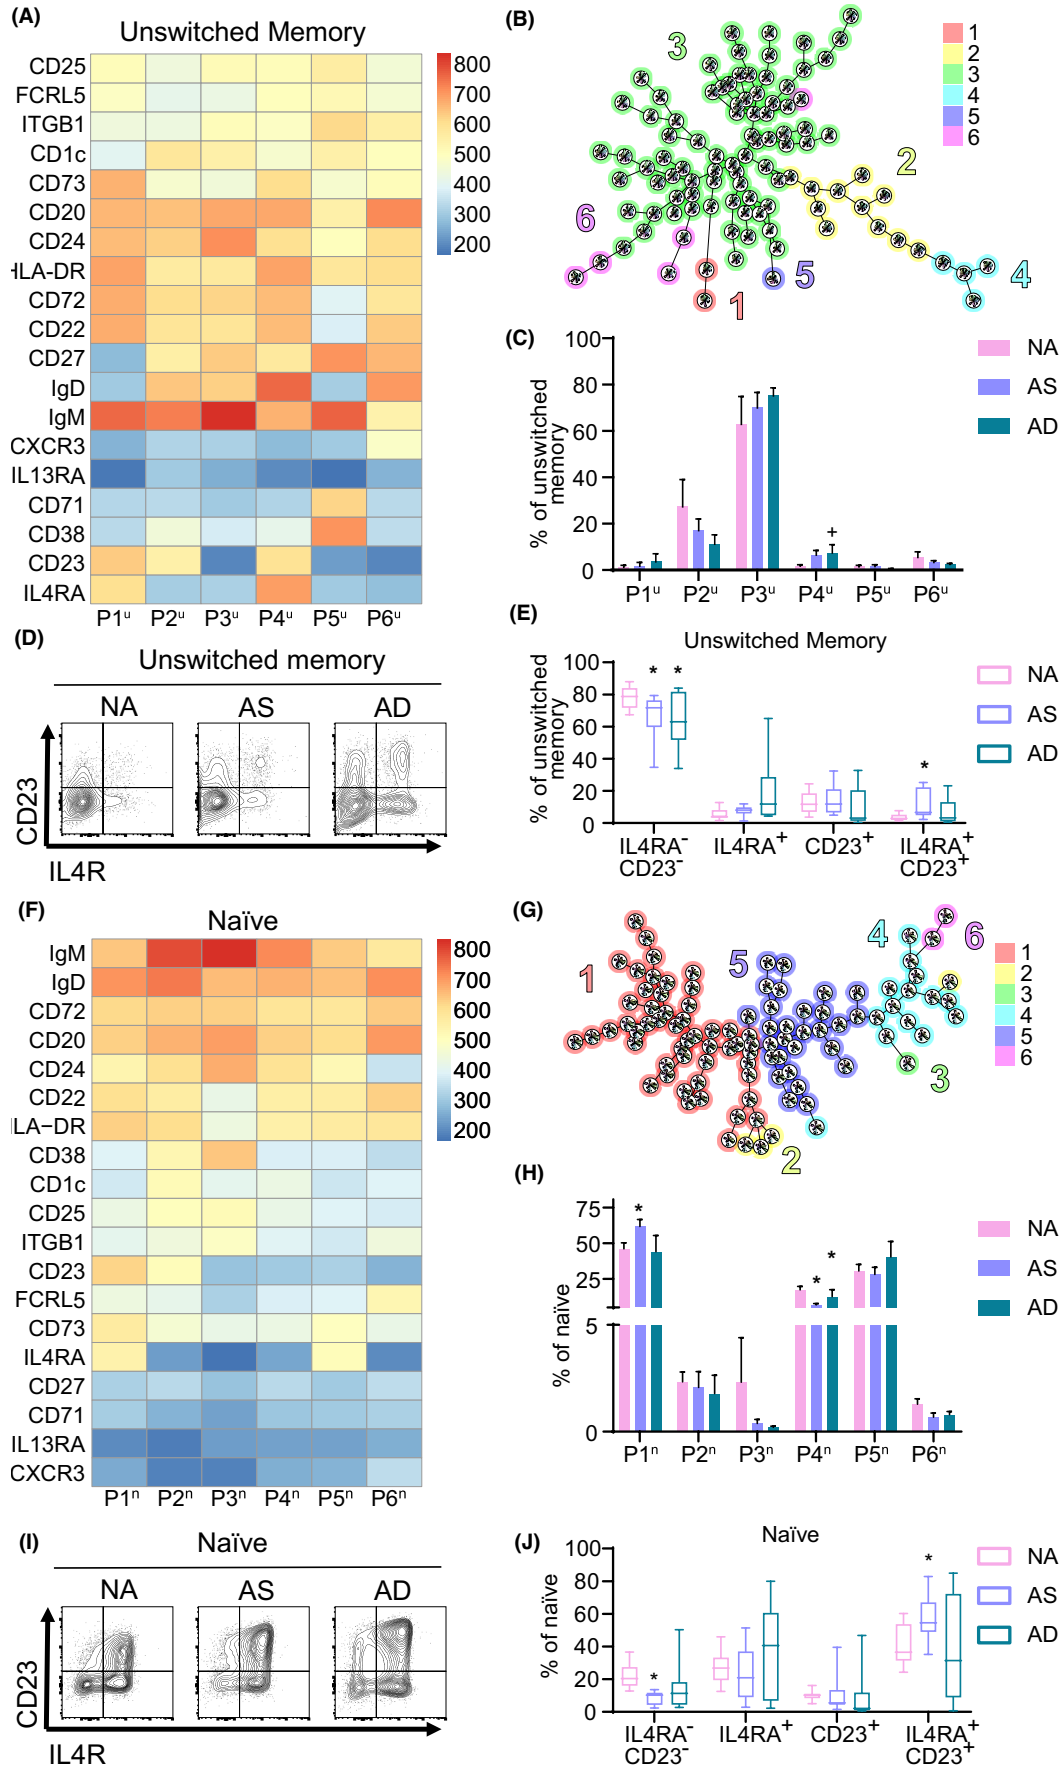 (A)
Unswitched Memory
CD25
FCRL5
ITGB1
CD1c
CD73
CD20
CD24
HLA-DR
CD72
CD22
CD27
IgD
IgM
CXCR3
IL13RA
CD71
CD38
CD23
IL4RA
P1ᵘ P2ᵘ P3ᵘ P4ᵘ P5ᵘ P6ᵘ
800
700
600
500
400
300
200
(B)
3
2
6
5
4
1
1
2
3
4
5
6
(C)
% of unswitched
memory
100
80
60
40
20
0
+
P1ᵘ P2ᵘ P3ᵘ P4ᵘ P5ᵘ P6ᵘ
NA
AS
AD
(D)
Unswitched memory
NA AS AD
CD23
IL4R
(E)
Unswitched Memory
% of unswitched
memory
100
80
60
40
20
0
* *
*
IL4RA⁻ IL4RA⁺ CD23⁺ IL4RA⁺
CD23⁻ CD23⁺
NA
AS
AD
(F)
Naïve
IgM
IgD
CD72
CD20
CD24
CD22
ILA−DR
CD38
CD1c
CD25
ITGB1
CD23
FCRL5
CD73
IL4RA
CD27
CD71
IL13RA
CXCR3
P1ⁿ P2ⁿ P3ⁿ P4ⁿ P5ⁿ P6ⁿ
800
700
600
500
400
300
200
(G)
4
6
1
5
3
2
1
2
3
4
5
6
(H)
% of naïve
75
50
25
5
0
*
*
*
P1ⁿ P2ⁿ P3ⁿ P4ⁿ P5ⁿ P6ⁿ
NA
AS
AD
(I)
Naïve
NA AS AD
CD23
IL4R
(J)
Naïve
% of naïve
100
80
60
40
20
0
*
*
IL4RA⁻ IL4RA⁺ CD23⁺ IL4RA⁺
CD23⁻ CD23⁺
NA
AS
AD